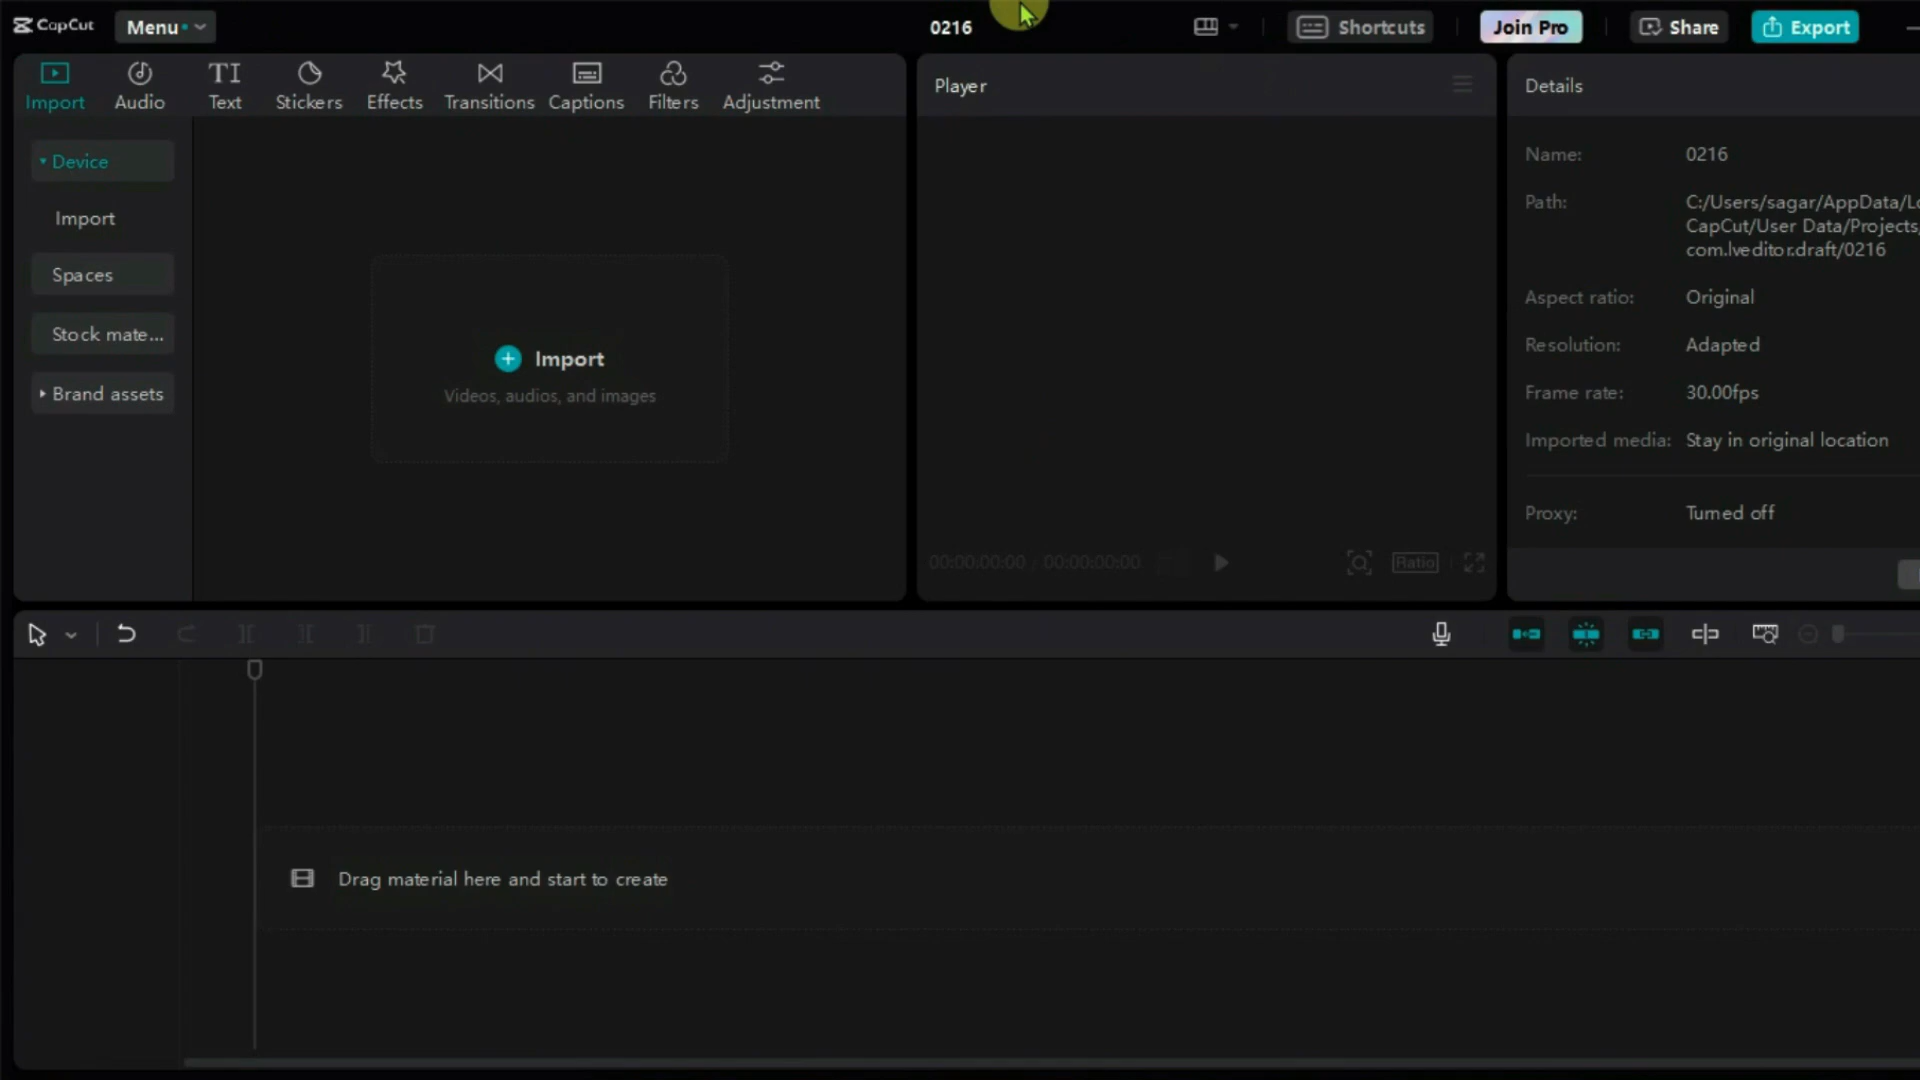 CapCut Menu 0216 Shortcuts Join Pro Share Export
Import Audio Text Stickers Effects Transitions Captions Filters Adjustment
Device
Import
Spaces
Stock mate...
Brand assets
Import
Videos, audios, and images
Player
00:00:00:00 / 00:00:00:00
Ratio
Details
Name: 0216
Path: C:/Users/sagar/AppData/Lo
CapCut/User Data/Projects/
com.lveditor.draft/0216
Aspect ratio: Original
Resolution: Adapted
Frame rate: 30.00fps
Imported media: Stay in original location
Proxy: Turned off
Drag material here and start to create